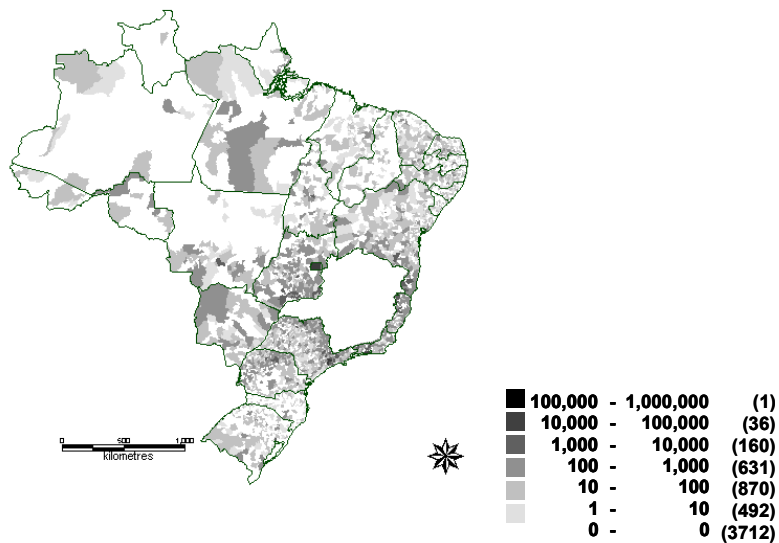 0 500 1,000
kilometres
100,000 - 1,000,000 (1)
10,000 - 100,000 (36)
1,000 - 10,000 (160)
100 - 1,000 (631)
10 - 100 (870)
1 - 10 (492)
0 - 0 (3712)